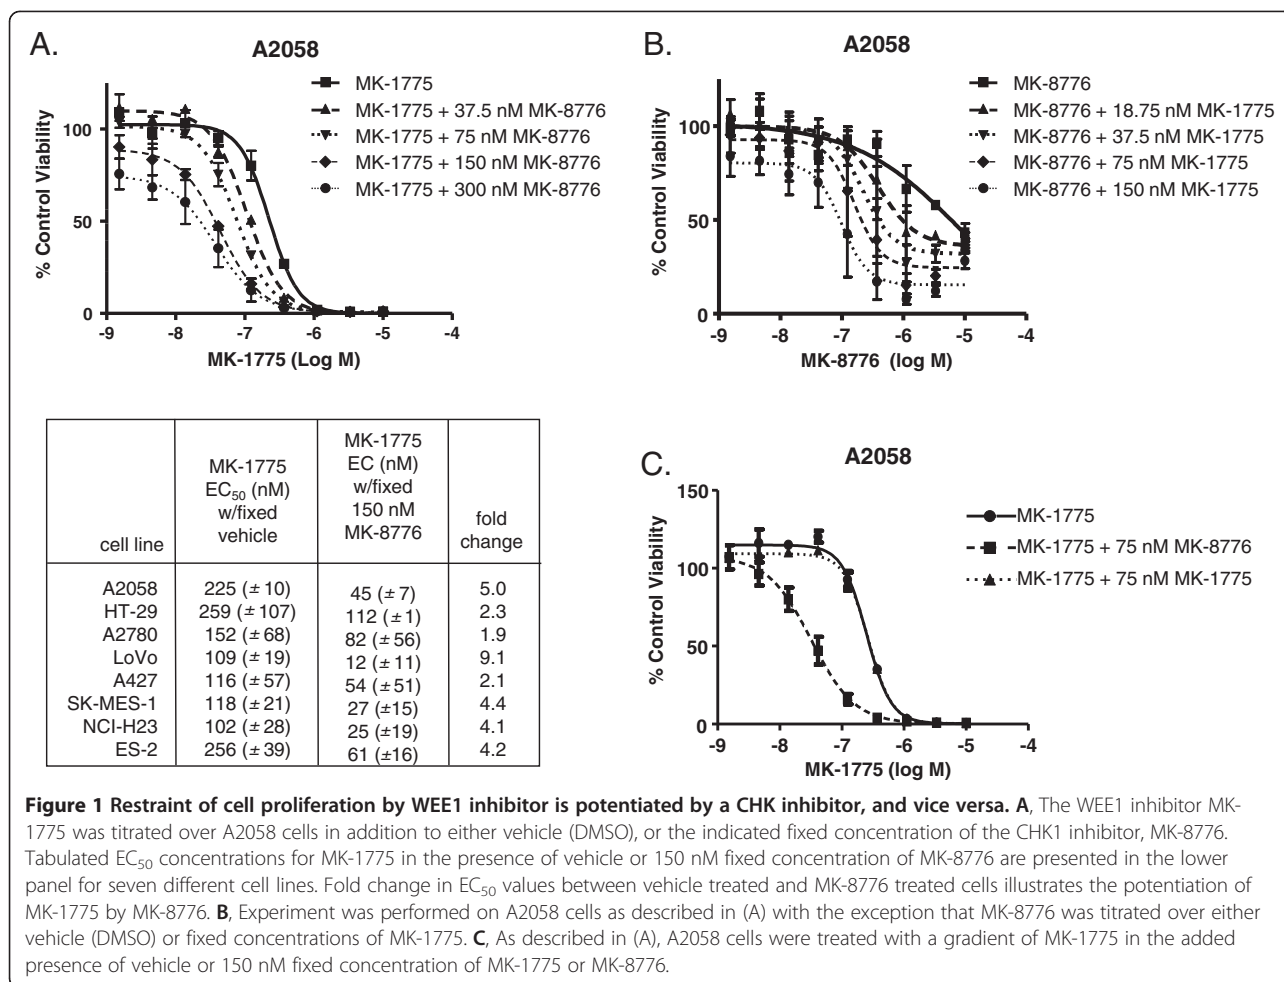 A.
A2058
MK-1775
MK-1775 + 37.5 nM MK-8776
MK-1775 + 75 nM MK-8776
MK-1775 + 150 nM MK-8776
MK-1775 + 300 nM MK-8776
% Control Viability
100
50
0
-9 -8 -7 -6 -5 -4
MK-1775 (Log M)
B.
A2058
MK-8776
MK-8776 + 18.75 nM MK-1775
MK-8776 + 37.5 nM MK-1775
MK-8776 + 75 nM MK-1775
MK-8776 + 150 nM MK-1775
% Control Viability
100
50
0
-9 -8 -7 -6 -5 -4
MK-8776 (log M)
cell line
MK-1775
EC50 (nM)
w/fixed
vehicle
MK-1775
EC (nM)
w/fixed
150 nM
MK-8776
fold
change
A2058 225 (± 10) 45 (± 7) 5.0
HT-29 259 (± 107) 112 (± 1) 2.3
A2780 152 (± 68) 82 (± 56) 1.9
LoVo 109 (± 19) 12 (± 11) 9.1
A427 116 (± 57) 54 (± 51) 2.1
SK-MES-1 118 (± 21) 27 (±15) 4.4
NCI-H23 102 (± 28) 25 (±19) 4.1
ES-2 256 (± 39) 61 (±16) 4.2
C.
A2058
MK-1775
MK-1775 + 75 nM MK-8776
MK-1775 + 75 nM MK-1775
% Control Viability
150
100
50
0
-9 -8 -7 -6 -5 -4
MK-1775 (log M)
Figure 1 Restraint of cell proliferation by WEE1 inhibitor is potentiated by a CHK inhibitor, and vice versa. A, The WEE1 inhibitor MK-
1775 was titrated over A2058 cells in addition to either vehicle (DMSO), or the indicated fixed concentration of the CHK1 inhibitor, MK-8776.
Tabulated EC50 concentrations for MK-1775 in the presence of vehicle or 150 nM fixed concentration of MK-8776 are presented in the lower
panel for seven different cell lines. Fold change in EC50 values between vehicle treated and MK-8776 treated cells illustrates the potentiation of
MK-1775 by MK-8776. B, Experiment was performed on A2058 cells as described in (A) with the exception that MK-8776 was titrated over either
vehicle (DMSO) or fixed concentrations of MK-1775. C, As described in (A), A2058 cells were treated with a gradient of MK-1775 in the added
presence of vehicle or 150 nM fixed concentration of MK-1775 or MK-8776.